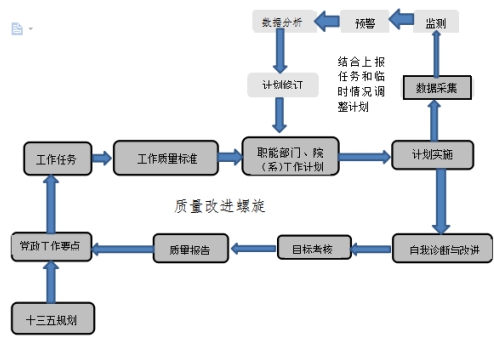 数据分析
预警
监测
计划修订
结合上报
任务和临
时情况调
整计划
数据采集
工作任务
工作质量标准
职能部门、院
(系)工作计划
计划实施
质量改进螺旋
党政工作要点
质量报告
目标考核
自我诊断与改讲
十三五规划